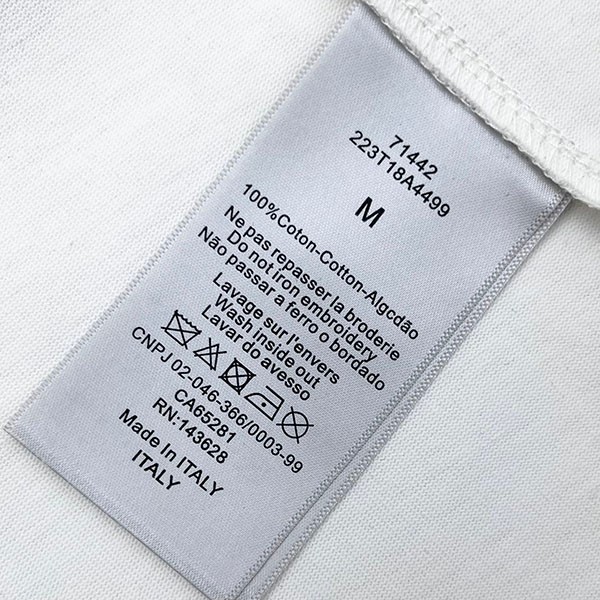 71442
223T18A4499
M
100%Coton-Cotton-Algcdão
Ne pas repasser la broderie
Do not iron embroidery
Não passar a ferro o bordado
Lavage sur l'envers
Wash inside out
Lavar do avesso
CNPJ 02-046-366/0003-99
CA65281
RN:143628
Made In ITALY
ITALY